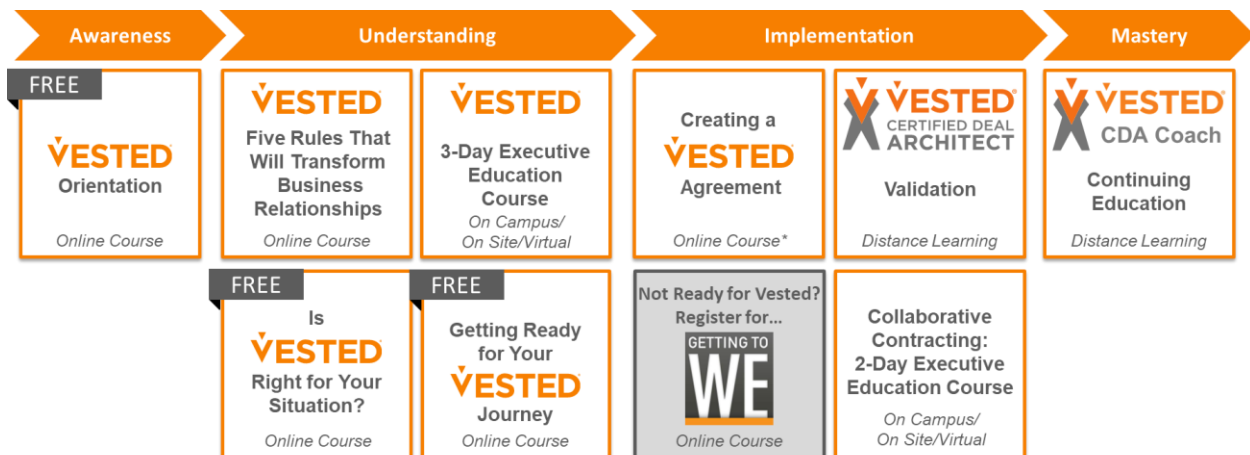 Awareness
Understanding
Implementation
Mastery
FREE
VESTED®
Orientation
Online Course
VESTED®
Five Rules That
Will Transform
Business
Relationships
Online Course
VESTED®
3-Day Executive
Education
Course
On Campus/
On Site/Virtual
Creating a
VESTED®
Agreement
Online Course*
VESTED®
CERTIFIED DEAL
ARCHITECT
Validation
Distance Learning
VESTED®
CDA Coach
Continuing
Education
Distance Learning
FREE
Is
VESTED®
Right for Your
Situation?
Online Course
FREE
Getting Ready
for Your
VESTED®
Journey
Online Course
Not Ready for Vested?
Register for...
GETTING TO
WE
Online Course
Collaborative
Contracting:
2-Day Executive
Education Course
On Campus/
On Site/Virtual